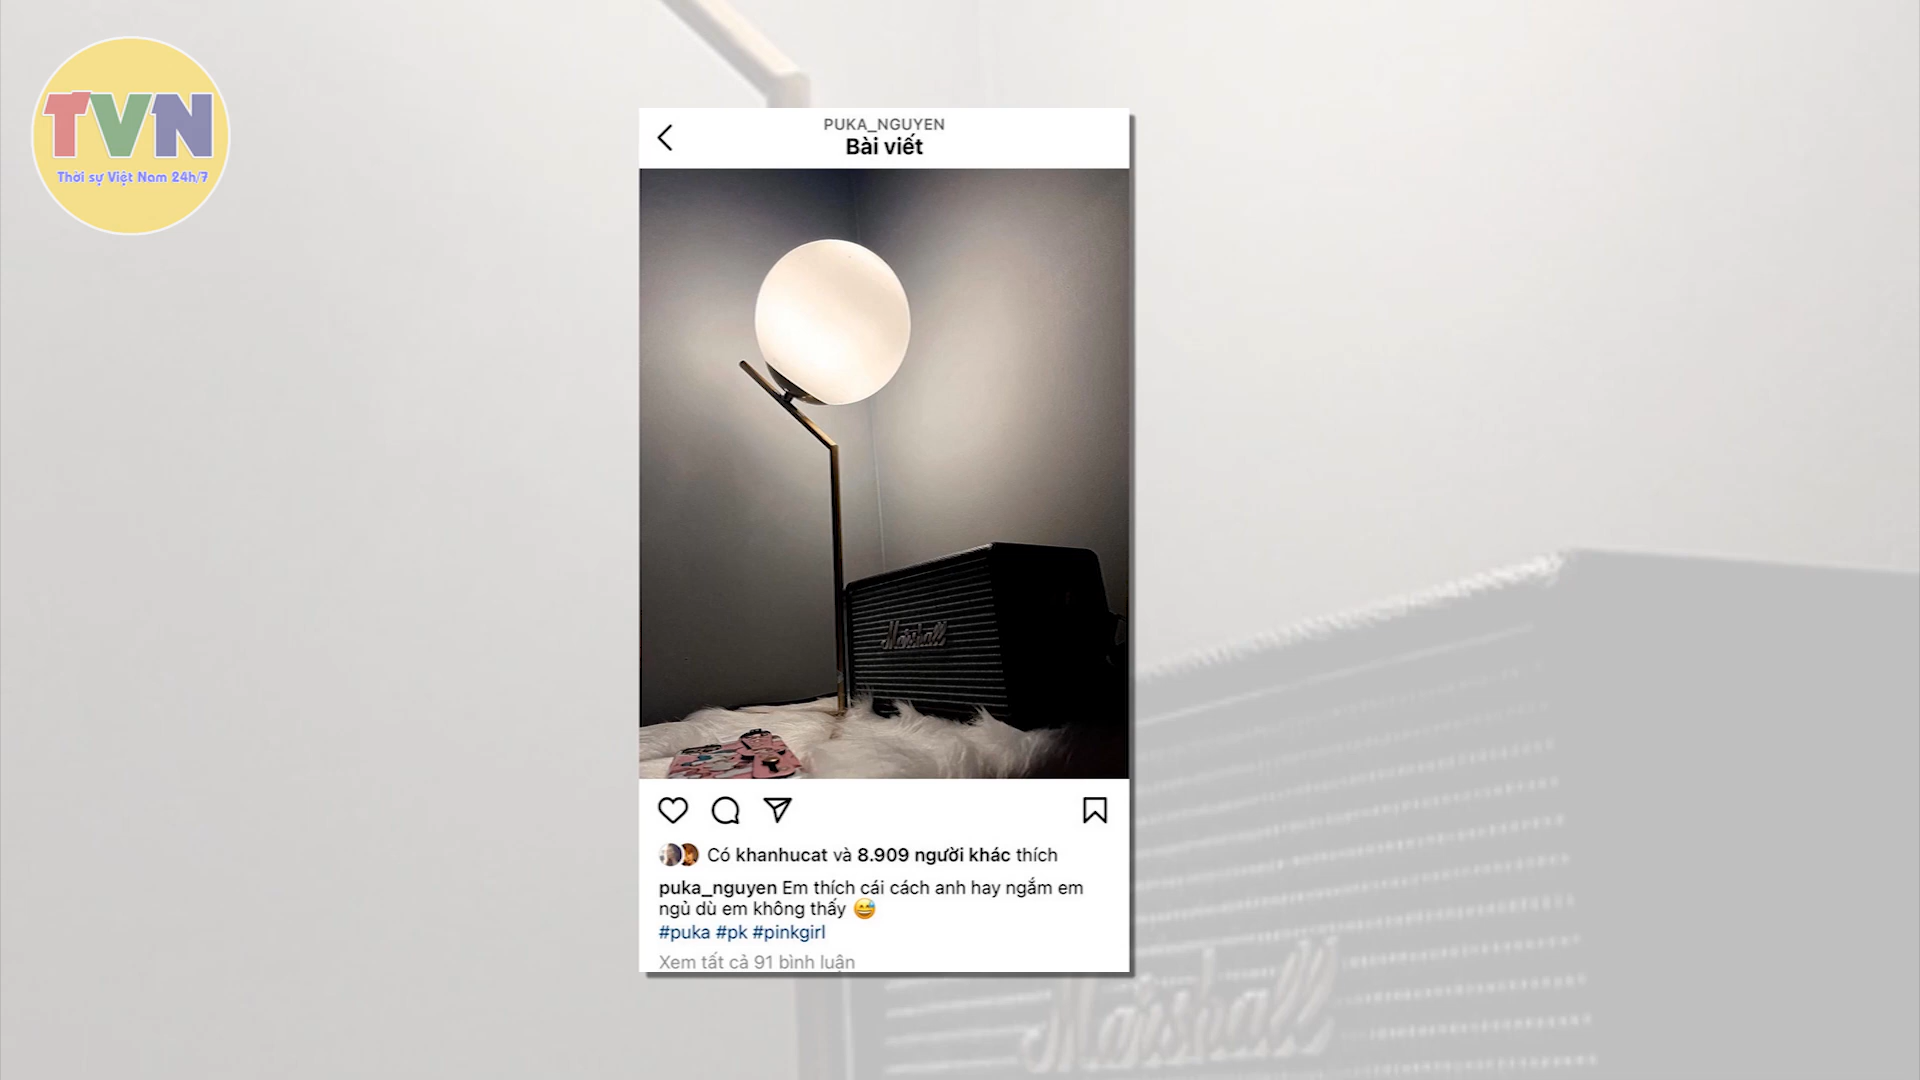 TVN
Thời sự Việt Nam 24h/7
PUKA_NGUYEN
Bài viết
Marshall
Có khanhucat và 8.909 người khác thích
puka_nguyen Em thích cái cách anh hay ngắm em
ngủ dù em không thấy 😅
#puka #pk #pinkgirl
Xem tất cả 91 bình luận
Marshall